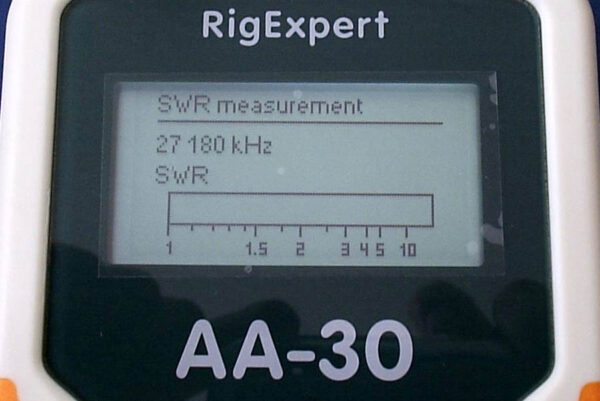 RigExpert
SWR measurement
27 180 kHz
SWR
1 1.5 2 3 4 5 10
AA-30